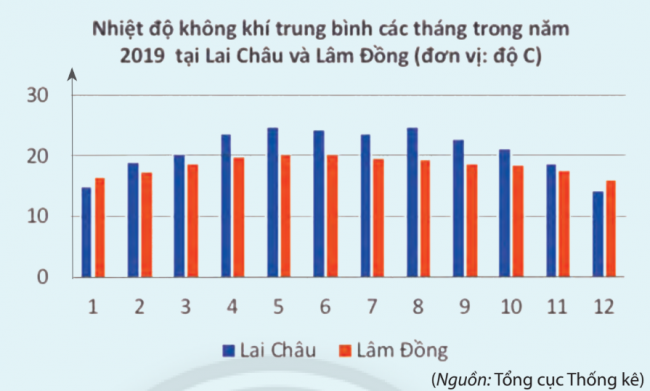 Nhiệt độ không khí trung bình các tháng trong năm
2019 tại Lai Châu và Lâm Đồng (đơn vị: độ C)
30
20
10
0
1 2 3 4 5 6 7 8 9 10 11 12
Lai Châu Lâm Đồng
(Nguồn: Tổng cục Thống kê)